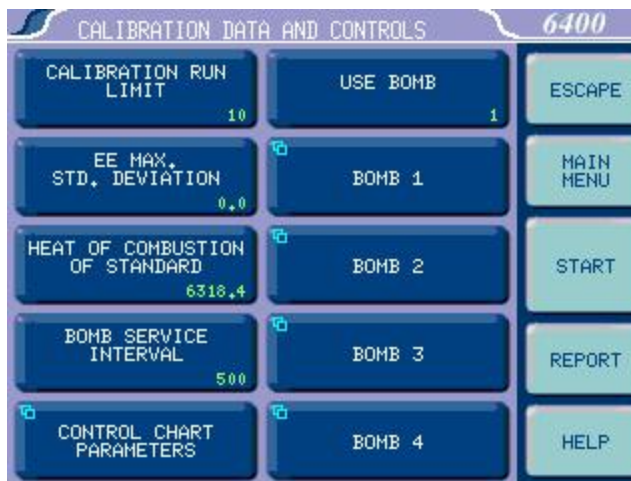 CALIBRATION DATA AND CONTROLS
6400
CALIBRATION RUN
LIMIT
10
USE BOMB
1
ESCAPE
EE MAX.
STD. DEVIATION
0.0
BOMB 1
MAIN
MENU
HEAT OF COMBUSTION
OF STANDARD
6318.4
BOMB 2
START
BOMB SERVICE
INTERVAL
500
BOMB 3
REPORT
CONTROL CHART
PARAMETERS
BOMB 4
HELP